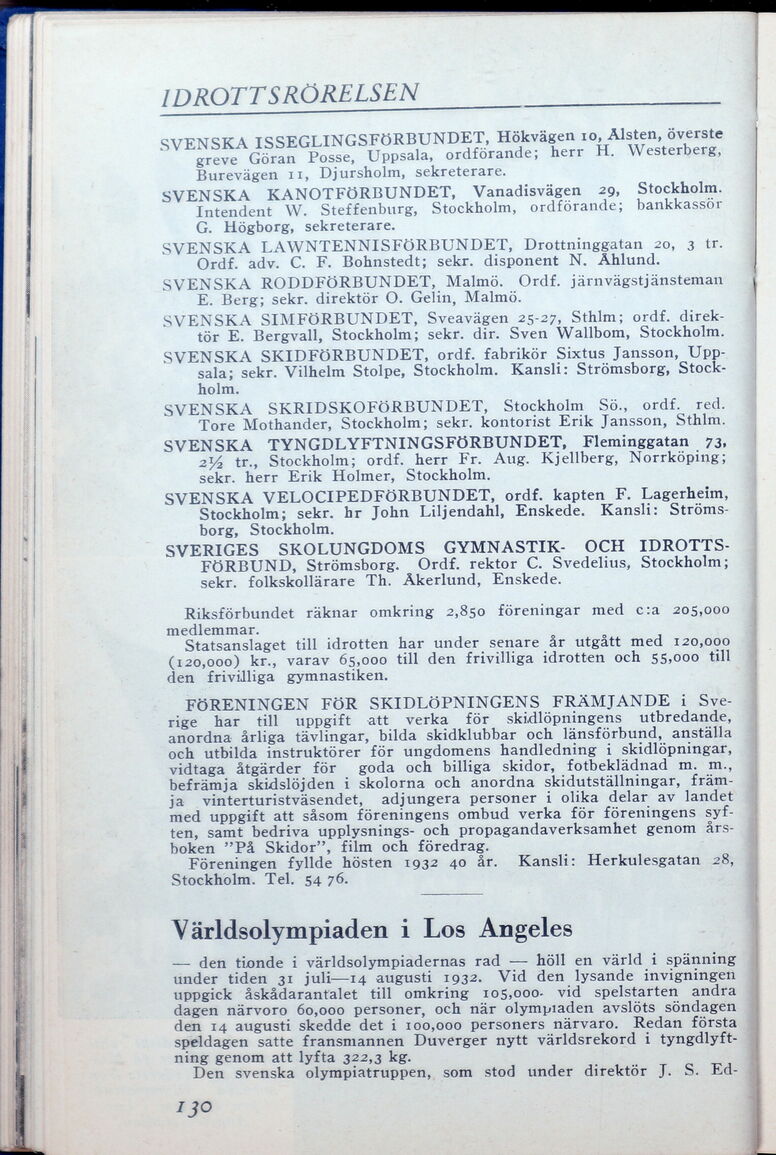 IDROTTSRÖRELSEN
SVENSKA ISSEGLINGSFÖRBUNDET, Hökvägen 10, Ålsten, överste
greve Göran Posse, Uppsala, ordförande; herr H. Westerberg,
Burevägen 11, Djursholm, sekreterare.
SVENSKA KANOTFÖRBUNDET, Vanadisvägen 29, Stockholm.
Intendent W. Steffenburg, Stockholm, ordförande; bankkassör
G. Högborg, sekreterare.
SVENSKA LAWNTENNISFÖRBUNDET, Drottninggatan 20, 3 tr.
Ordf. adv. C. F. Bohnstedt; sekr. disponent N. Åhlund.
SVENSKA RODDFÖRBUNDET, Malmö. Ordf. järnvägstjänsteman
E. Berg; sekr. direktör O. Gelin, Malmö.
SVENSKA SIMFÖRBUNDET, Sveavägen 25-27, Sthlm; ordf. direk-
tör E. Bergvall, Stockholm; sekr. dir. Sven Wallbom, Stockholm.
SVENSKA SKIDFÖRBUNDET, ordf. fabrikör Sixtus Jansson, Upp-
sala; sekr. Vilhelm Stolpe, Stockholm. Kansli: Strömsborg, Stock-
holm.
SVENSKA SKRIDSKOFÖRBUNDET, Stockholm Sö., ordf. red.
Tore Mothander, Stockholm; sekr. kontorist Erik Jansson, Sthlm.
SVENSKA TYNGDLYFTNINGSFÖRBUNDET, Fleminggatan 73,
2½ tr., Stockholm; ordf. herr Fr. Aug. Kjellberg, Norrköping;
sekr. herr Erik Holmer, Stockholm.
SVENSKA VELOCIPEDFÖRBUNDET, ordf. kapten F. Lagerheim,
Stockholm; sekr. hr John Liljendahl, Enskede. Kansli: Ströms-
borg, Stockholm.
SVERIGES SKOLUNGDOMS GYMNASTIK- OCH IDROTTS-
FÖRBUND, Strömsborg. Ordf. rektor C. Svedelius, Stockholm;
sekr. folkskollärare Th. Åkerlund, Enskede.
Riksförbundet räknar omkring 2,850 föreningar med c:a 205,000
medlemmar.
Statsanslaget till idrotten har under senare år utgått med 120,000
(120,000) kr., varav 65,000 till den frivilliga idrotten och 55,000 till
den frivilliga gymnastiken.
FÖRENINGEN FÖR SKIDLÖPNINGENS FRÄMJANDE i Sve-
rige har till uppgift att verka för skidlöpningens utbredande,
anordna årliga tävlingar, bilda skidklubbar och länsförbund, anställa
och utbilda instruktörer för ungdomens handledning i skidlöpningar,
vidtaga åtgärder för goda och billiga skidor, fotbeklädnad m. m.,
befrämja skidslöjden i skolorna och anordna skidutställningar, främ-
ja vinterturistväsendet, adjungera personer i olika delar av landet
med uppgift att såsom föreningens ombud verka för föreningens syf-
ten, samt bedriva upplysnings- och propagandaverksamhet genom års-
boken ”På Skidor”, film och föredrag.
Föreningen fyllde hösten 1932 40 år. Kansli: Herkulesgatan 28,
Stockholm. Tel. 54 76.
Världsolympiaden i Los Angeles
— den tionde i världsolympiadernas rad — höll en värld i spänning
under tiden 31 juli—14 augusti 1932. Vid den lysande invigningen
uppgick åskådarantalet till omkring 105,000. vid spelstarten andra
dagen närvoro 60,000 personer, och när olympiaden avslöts söndagen
den 14 augusti skedde det i 100,000 personers närvaro. Redan första
speldagen satte fransmannen Duverger nytt världsrekord i tyngdlyft-
ning genom att lyfta 322,3 kg.
Den svenska olympiatruppen, som stod under direktör J. S. Ed-
130